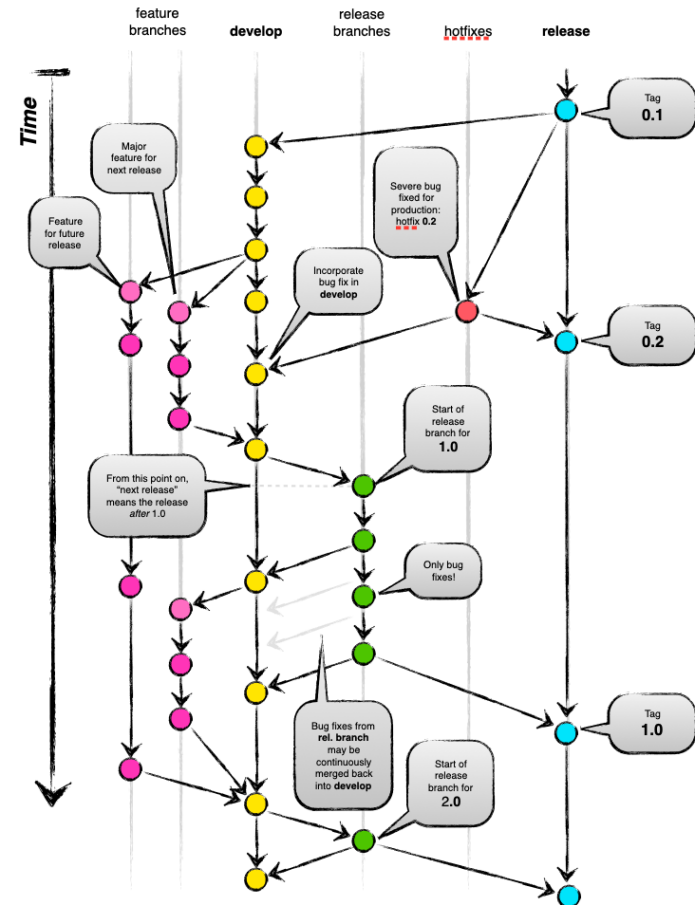 feature
branches
develop
release
branches
hotfixes
release
Time
Tag
0.1
Major
feature for
next release
Severe bug
fixed for
production:
hotfix 0.2
Feature
for future
release
Incorporate
bug fix in
develop
Tag
0.2
Start of
release
branch for
1.0
From this point on,
“next release”
means the release
after 1.0
Only bug
fixes!
Bug fixes from
rel. branch
may be
continuously
merged back
into develop
Tag
1.0
Start of
release
branch for
2.0